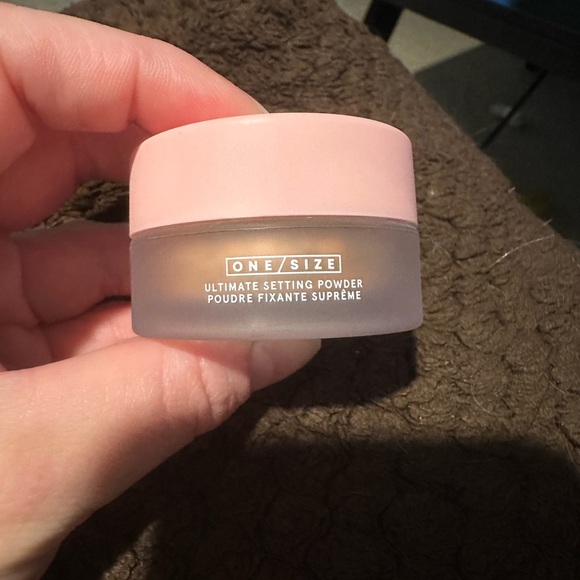 ONE/SIZE
ULTIMATE SETTING POWDER
POUDRE FIXANTE SUPRÊME